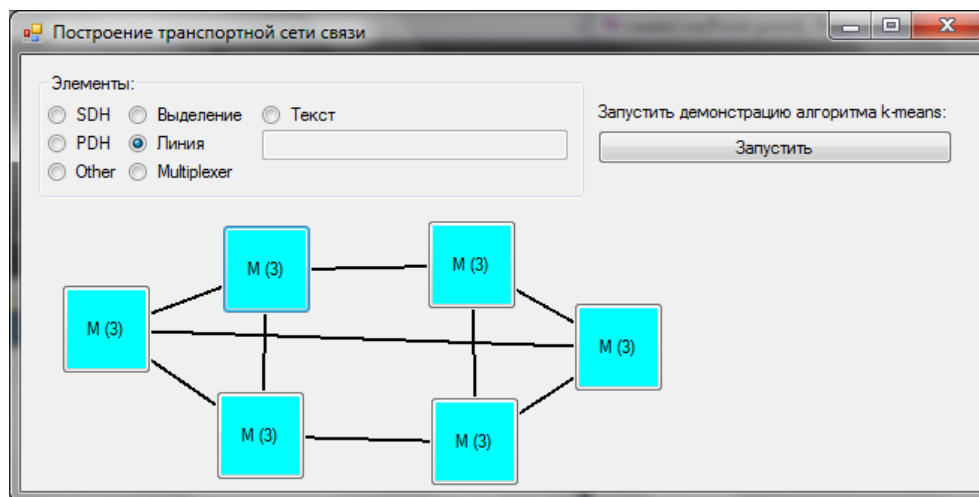 Построение транспортной сети связи
Элементы:
SDH Выделение Текст
PDH Линия
Other Multiplexer
Запустить демонстрацию алгоритма k-means:
Запустить
M (3)
M (3)
M (3)
M (3)
M (3)
M (3)